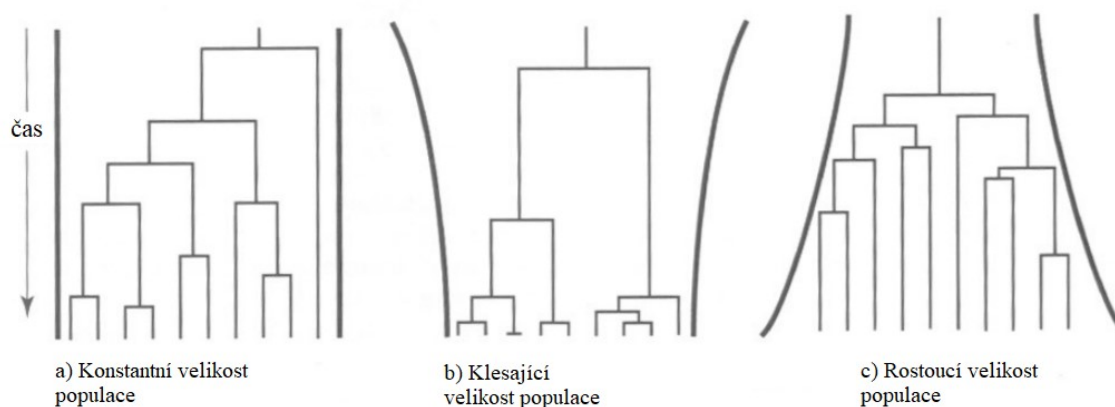 čas
a) Konstantní velikost
populace
b) Klesající
velikost populace
c) Rostoucí velikost
populace